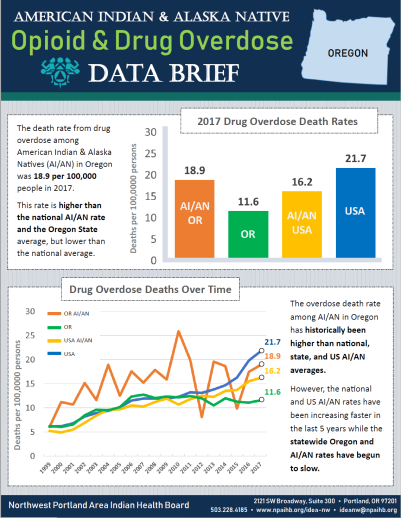 AMERICAN INDIAN & ALASKA NATIVE
Opioid & Drug Overdose
DATA BRIEF
OREGON
The death rate from drug
overdose among
American Indian & Alaska
Natives (AI/AN) in Oregon
was 18.9 per 100,000
people in 2017.
This rate is higher than
the national AI/AN rate
and the Oregon State
average, but lower than
the national average.
2017 Drug Overdose Death Rates
Deaths per 100,0000 persons
30
25
20
15
10
5
0
18.9
11.6
16.2
21.7
AI/AN
OR
OR
AI/AN
USA
USA
Drug Overdose Deaths Over Time
Deaths per 100,0000 persons
30
25
20
15
10
5
0
OR AI/AN
OR
USA AI/AN
USA
21.7
18.9
16.2
11.6
1999
2000
2001
2002
2003
2004
2005
2006
2007
2008
2009
2010
2011
2012
2013
2014
2015
2016
2017
The overdose death rate
among AI/AN in Oregon
has historically been
higher than national,
state, and US AI/AN
averages.
However, the national
and US AI/AN rates have
been increasing faster in
the last 5 years while the
statewide Oregon and
AI/AN rates have begun
to slow.
Northwest Portland Area Indian Health Board
2121 SW Broadway, Suite 300 • Portland, OR 97201
503.228.4185 • www.npaihb.org/idea-nw • ideanw@npaihb.org